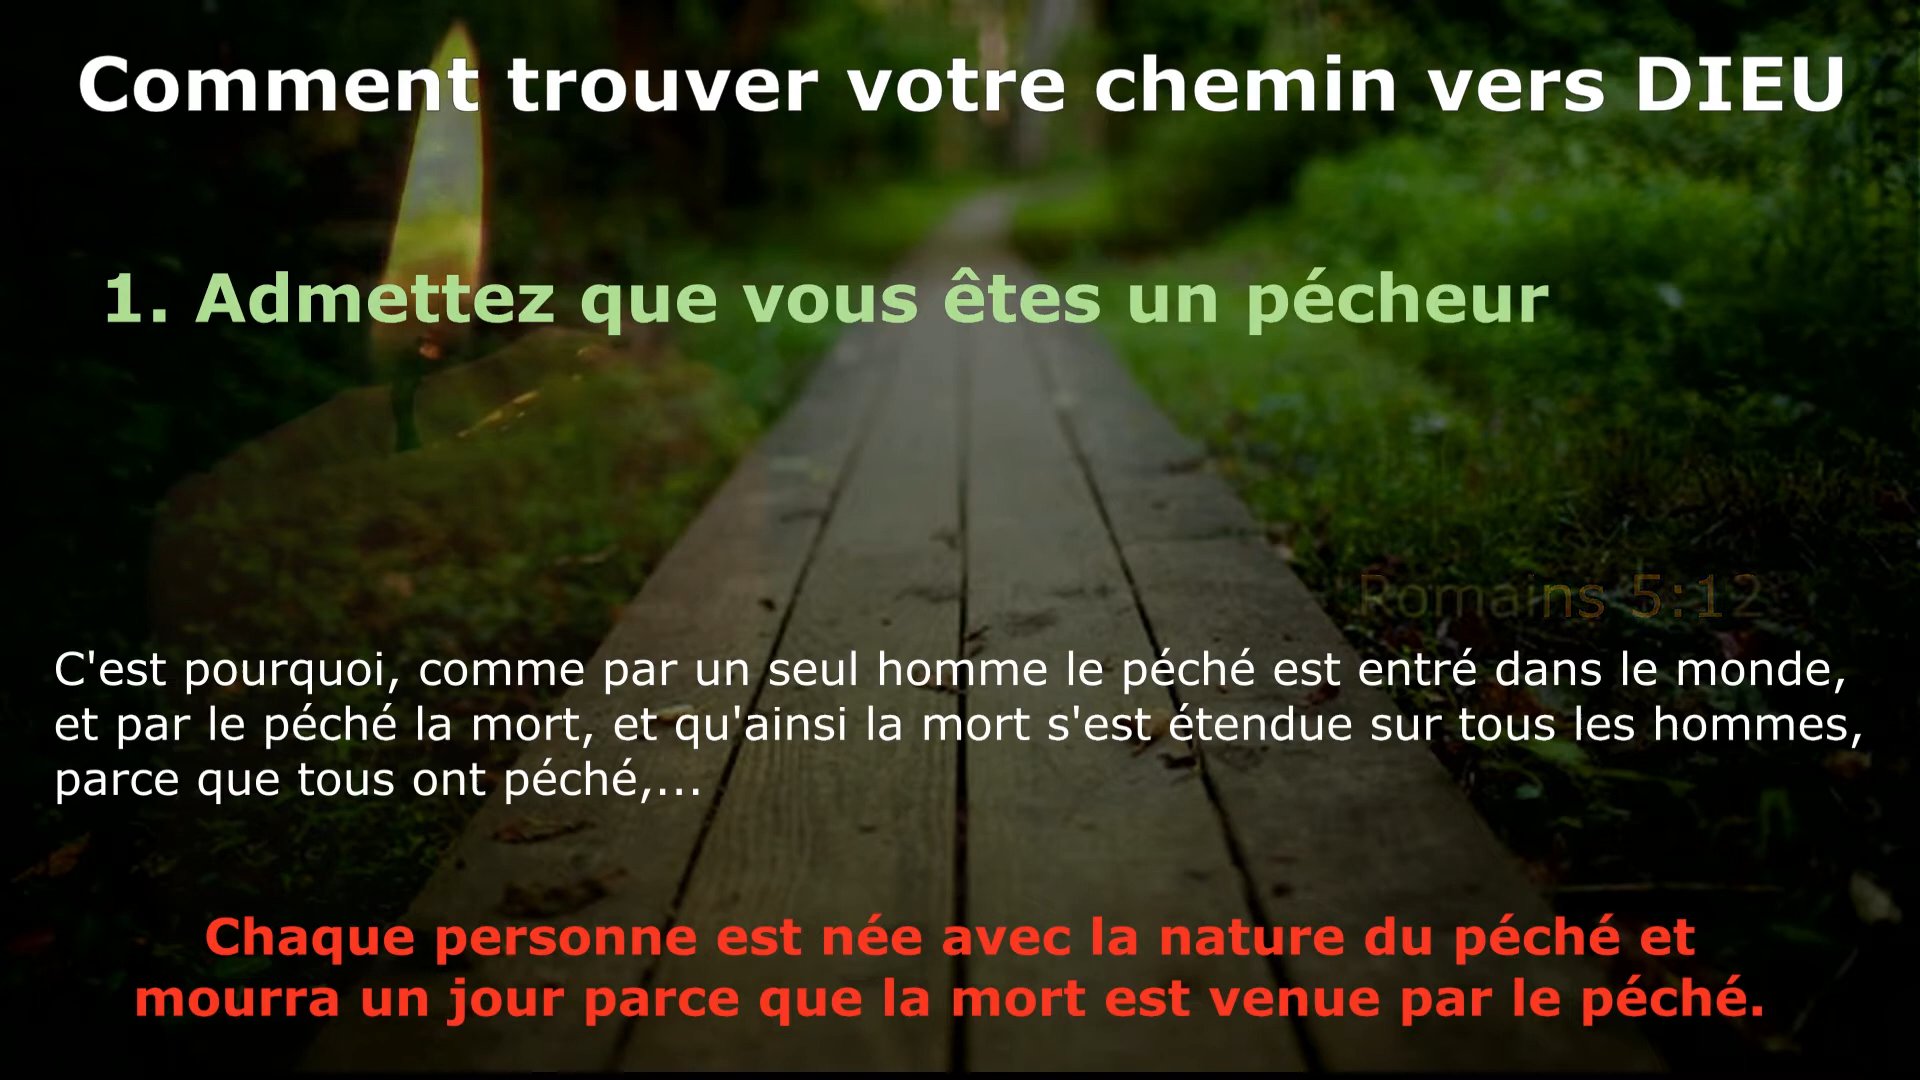 Comment trouver votre chemin vers DIEU
1. Admettez que vous êtes un pécheur
Romains 5:12
C'est pourquoi, comme par un seul homme le péché est entré dans le monde,
et par le péché la mort, et qu'ainsi la mort s'est étendue sur tous les hommes,
parce que tous ont péché,...
Chaque personne est née avec la nature du péché et
mourra un jour parce que la mort est venue par le péché.